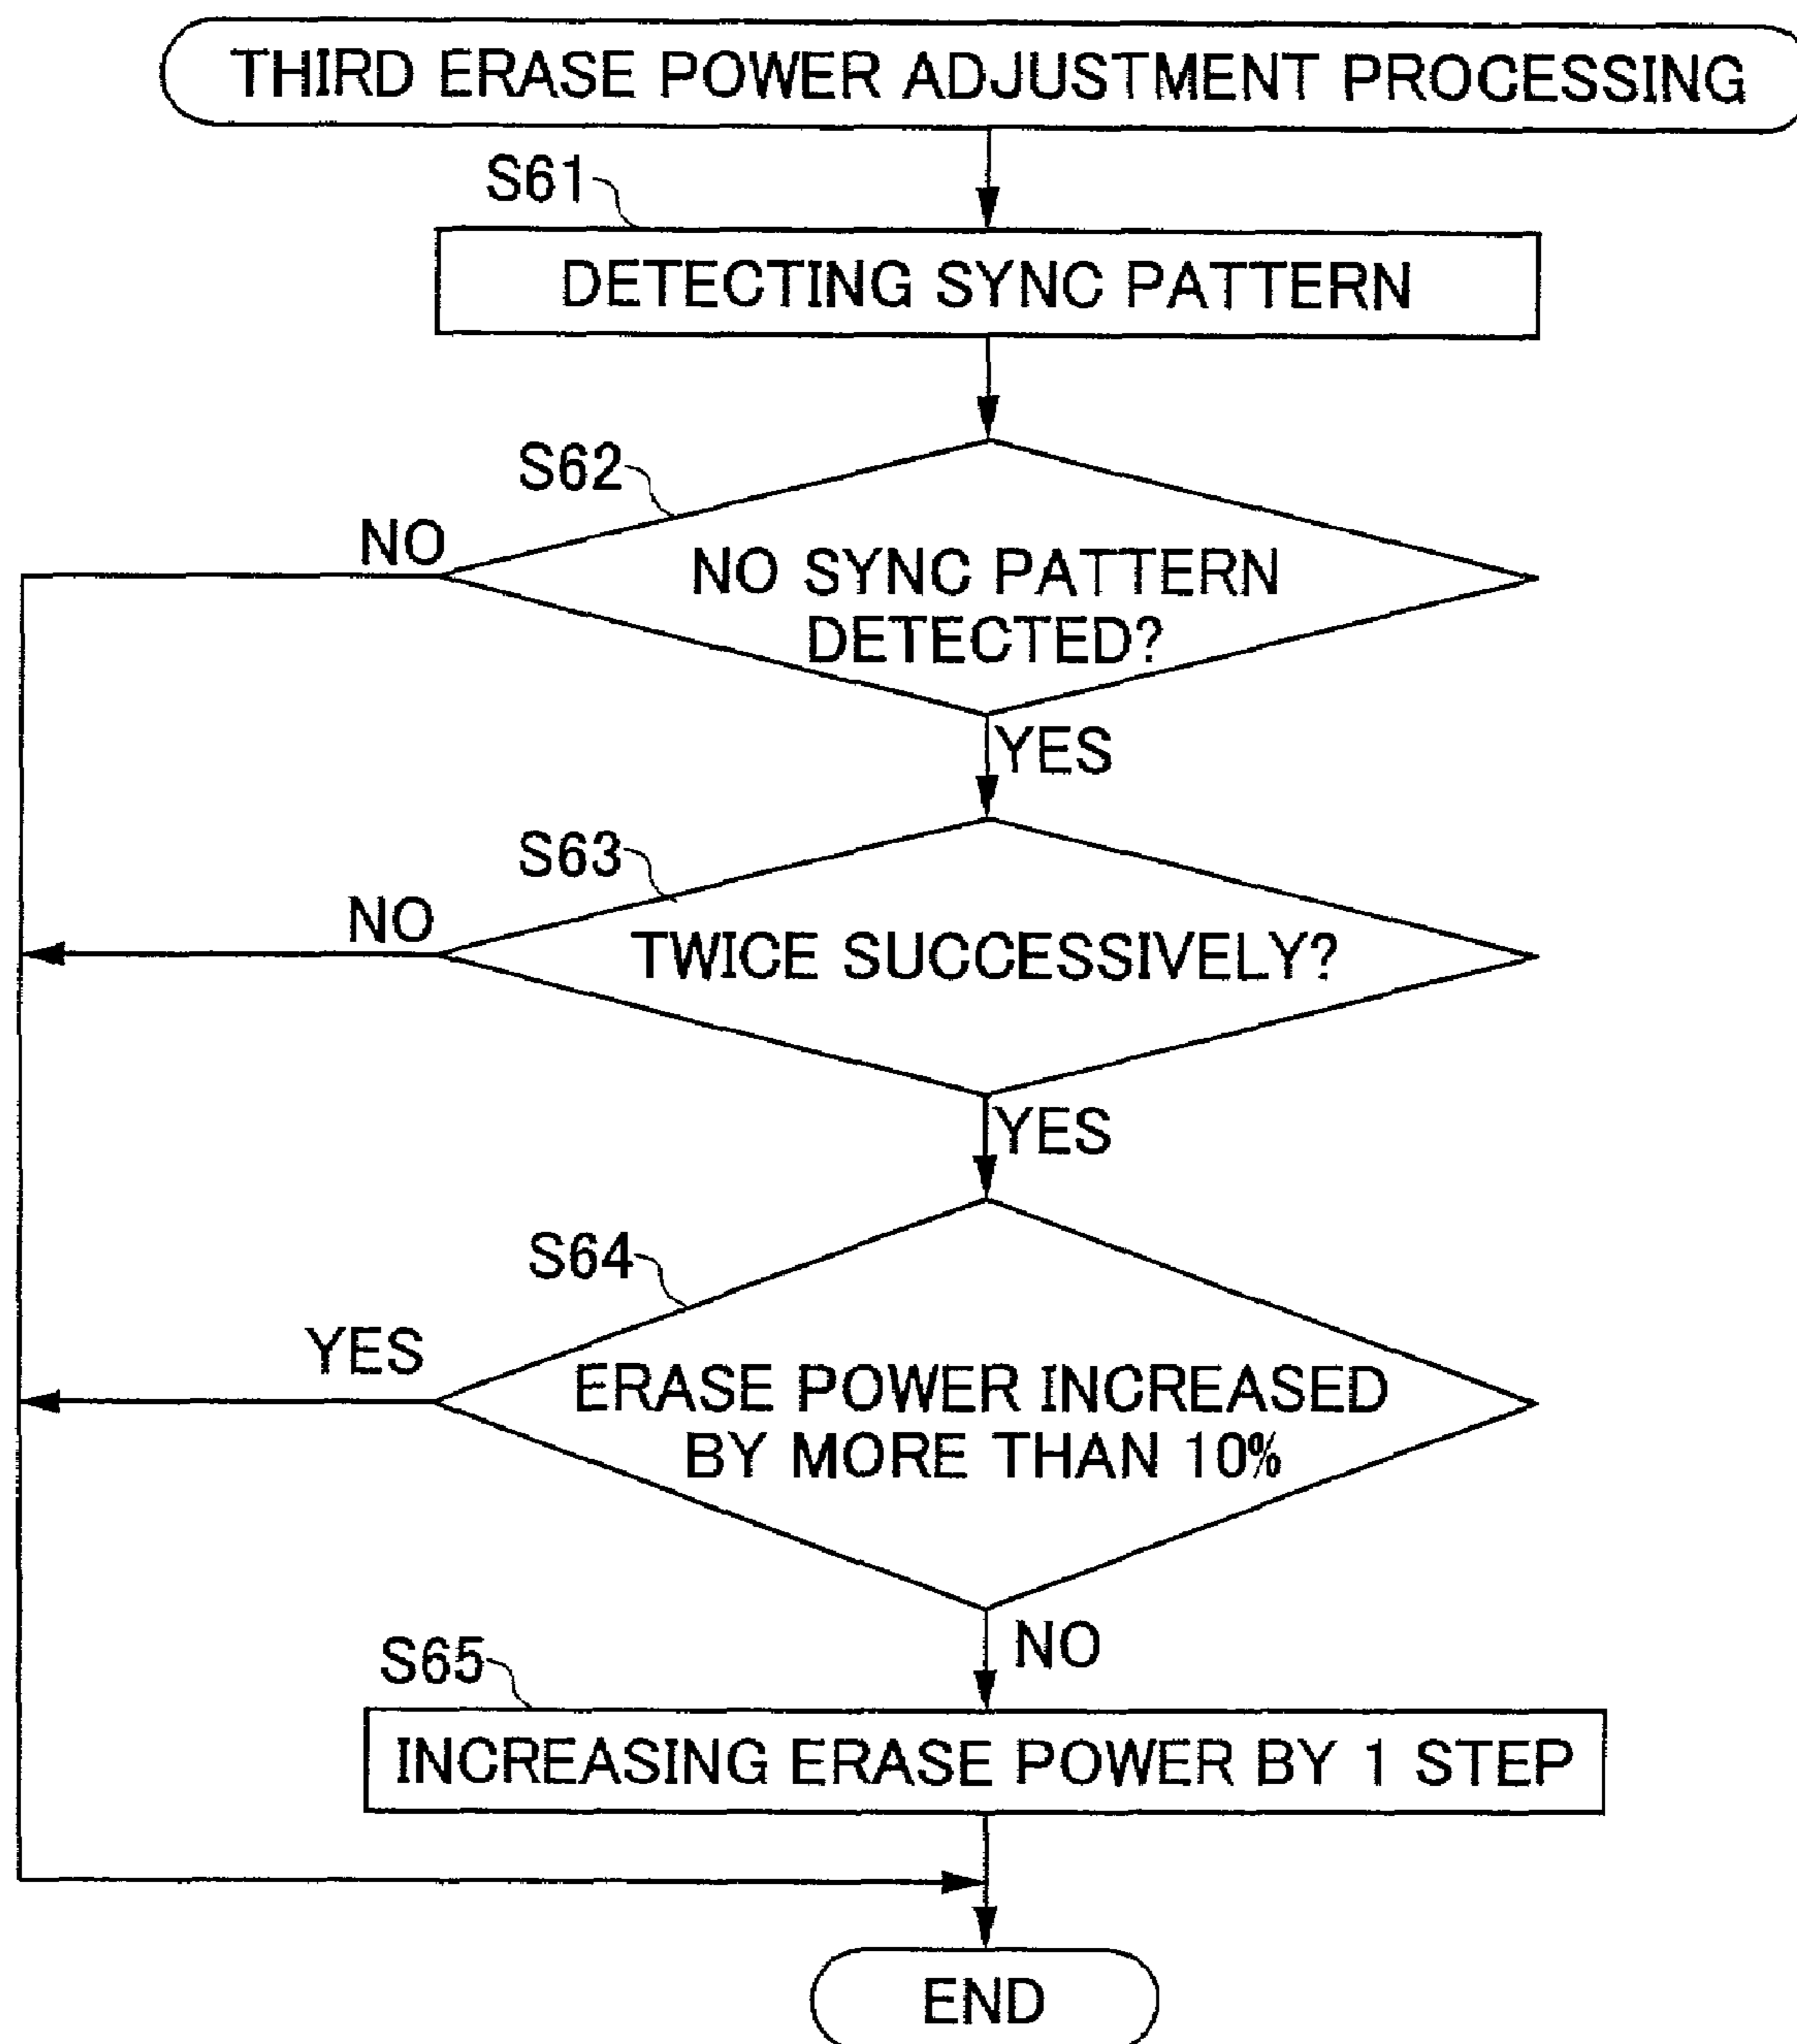 THIRD ERASE POWER ADJUSTMENT PROCESSING
S61
DETECTING SYNC PATTERN
S62
NO
NO SYNC PATTERN
DETECTED?
YES
S63
NO
TWICE SUCCESSIVELY?
YES
S64
YES
ERASE POWER INCREASED
BY MORE THAN 10%
NO
S65
INCREASING ERASE POWER BY 1 STEP
END